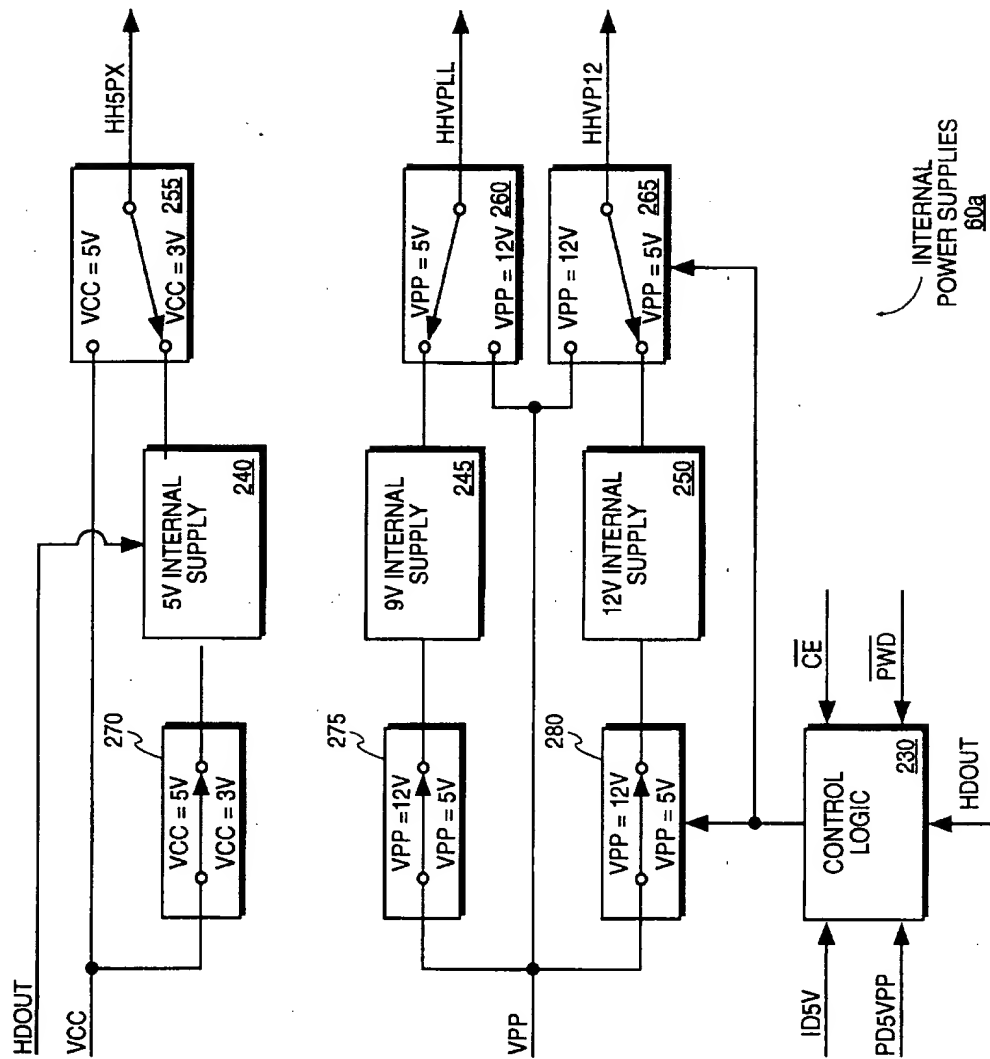 HDOUT
VCC
270
VCC = 5V
VCC = 3V
5V INTERNAL
SUPPLY
240
VCC = 5V
VCC = 3V
255
HH5PX
275
VPP = 12V
VPP = 5V
9V INTERNAL
SUPPLY
245
VPP = 5V
VPP = 12V
260
HHVPLL
VPP
280
VPP = 12V
VPP = 5V
12V INTERNAL
SUPPLY
250
VPP = 12V
VPP = 5V
265
HHVP12
ID5V
PD5VPP
CONTROL
LOGIC
230
C̅E̅
P̅W̅D̅
HDOUT
INTERNAL
POWER SUPPLIES
60a